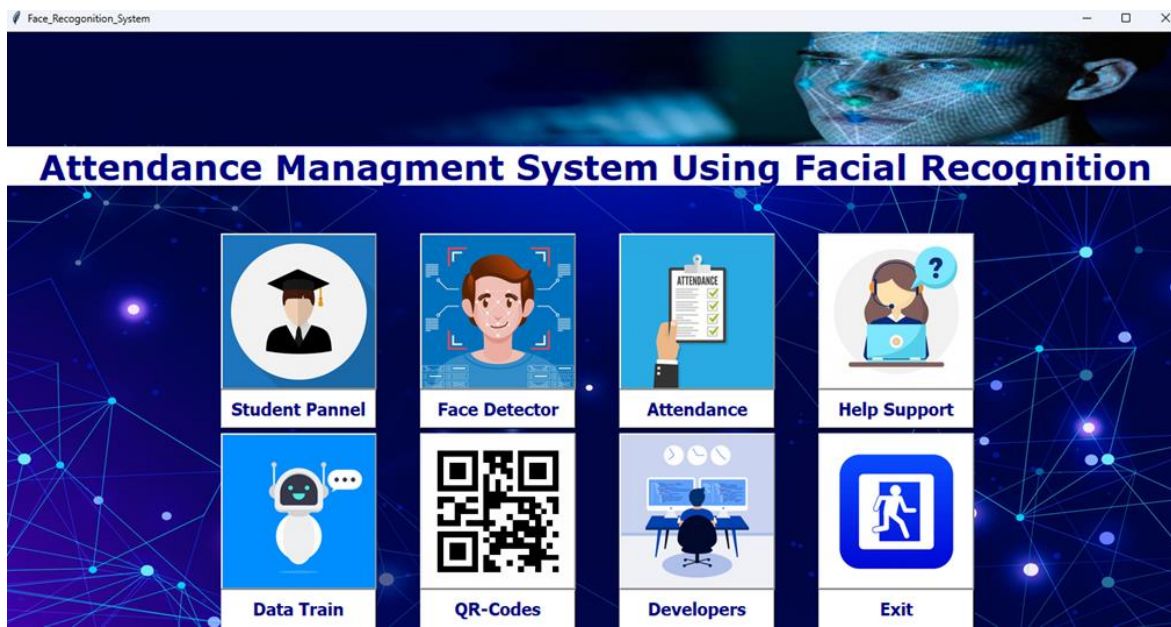 Face_Recogonition_System
Attendance Managment System Using Facial Recognition
ATTENDANCE
?
Student Pannel
Face Detector
Attendance
Help Support
Data Train
QR-Codes
Developers
Exit